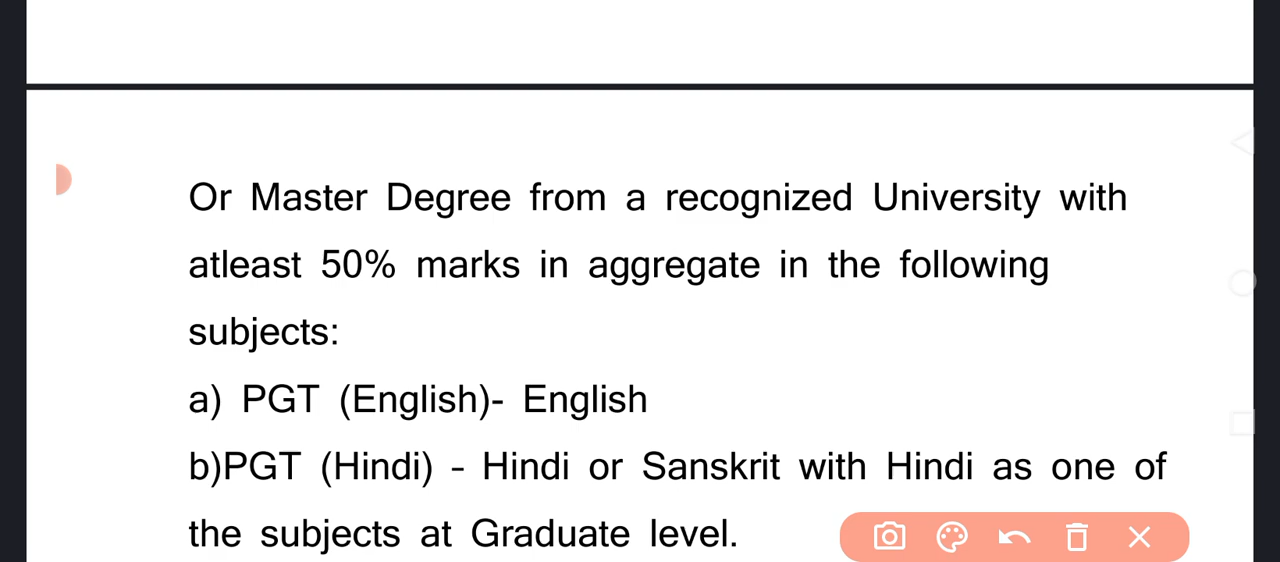 Or Master Degree from a recognized University with
atleast 50% marks in aggregate in the following
subjects:
a) PGT (English)- English
b)PGT (Hindi) - Hindi or Sanskrit with Hindi as one of
the subjects at Graduate level.